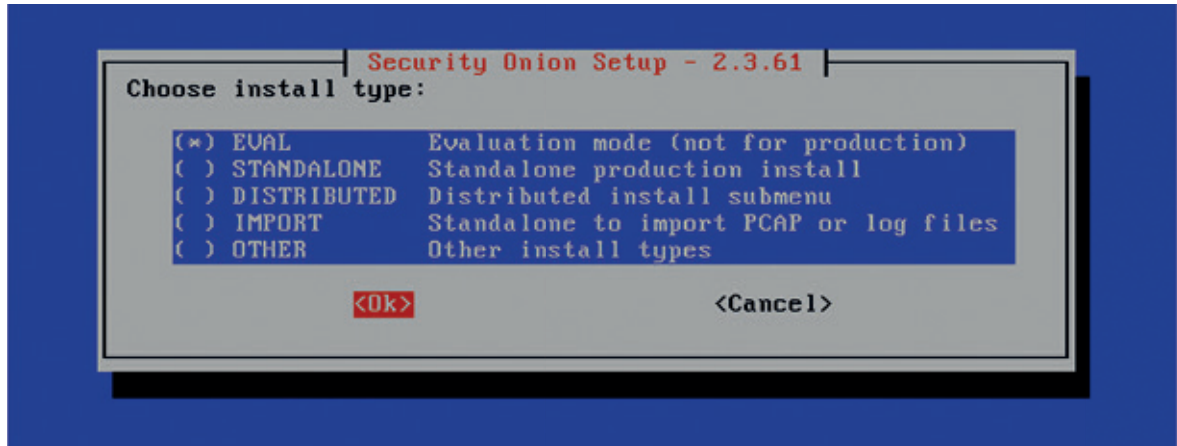 Security Onion Setup - 2.3.61
Choose install type:
(*) EVAL Evaluation mode (not for production)
( ) STANDALONE Standalone production install
( ) DISTRIBUTED Distributed install submenu
( ) IMPORT Standalone to import PCAP or log files
( ) OTHER Other install types
<Ok> <Cancel>